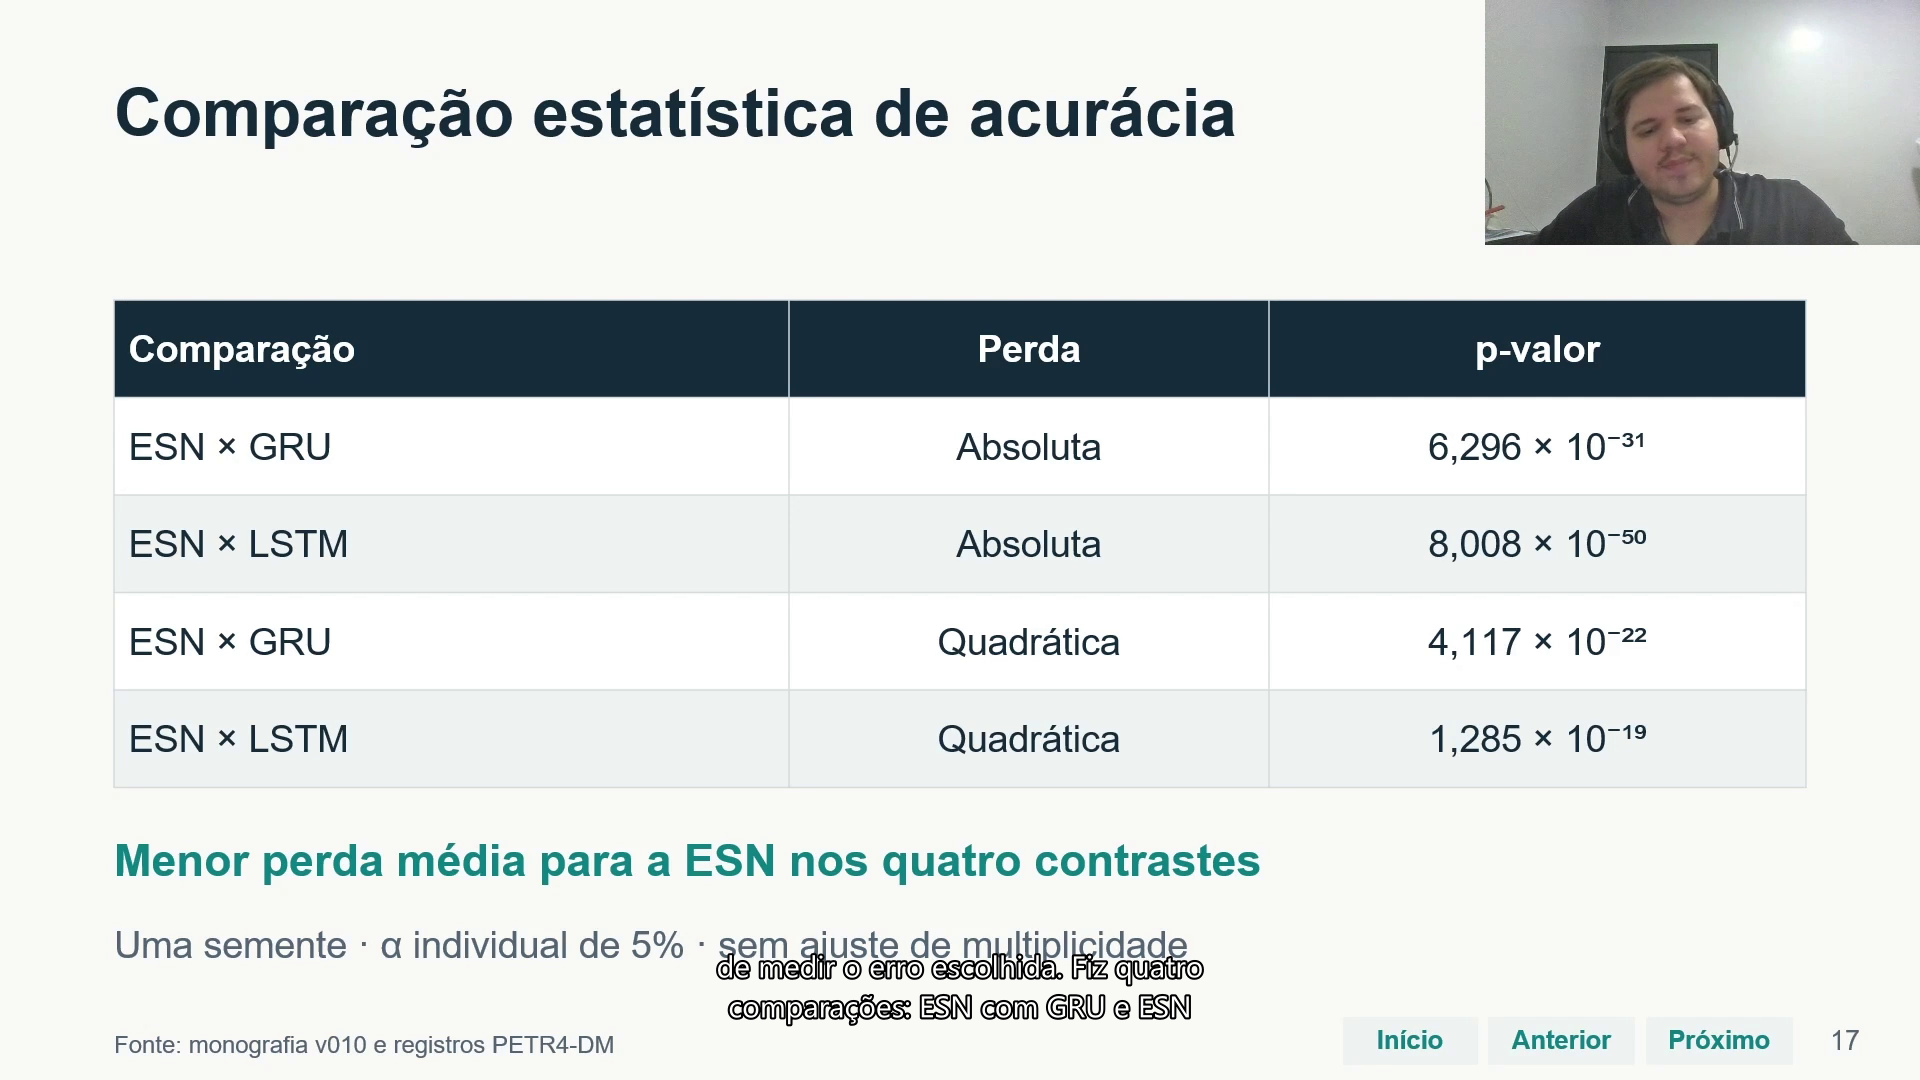 Comparação estatística de acurácia
Comparação Perda p-valor
ESN × GRU Absoluta 6,296 × 10⁻³¹
ESN × LSTM Absoluta 8,008 × 10⁻⁵⁰
ESN × GRU Quadrática 4,117 × 10⁻²²
ESN × LSTM Quadrática 1,285 × 10⁻¹⁹
Menor perda média para a ESN nos quatro contrastes
Uma semente · α individual de 5% · sem ajuste de multiplicidade
de medir o erro escolhida. Fiz quatro
comparações: ESN com GRU e ESN
Fonte: monografia v010 e registros PETR4-DM
Início Anterior Próximo 17